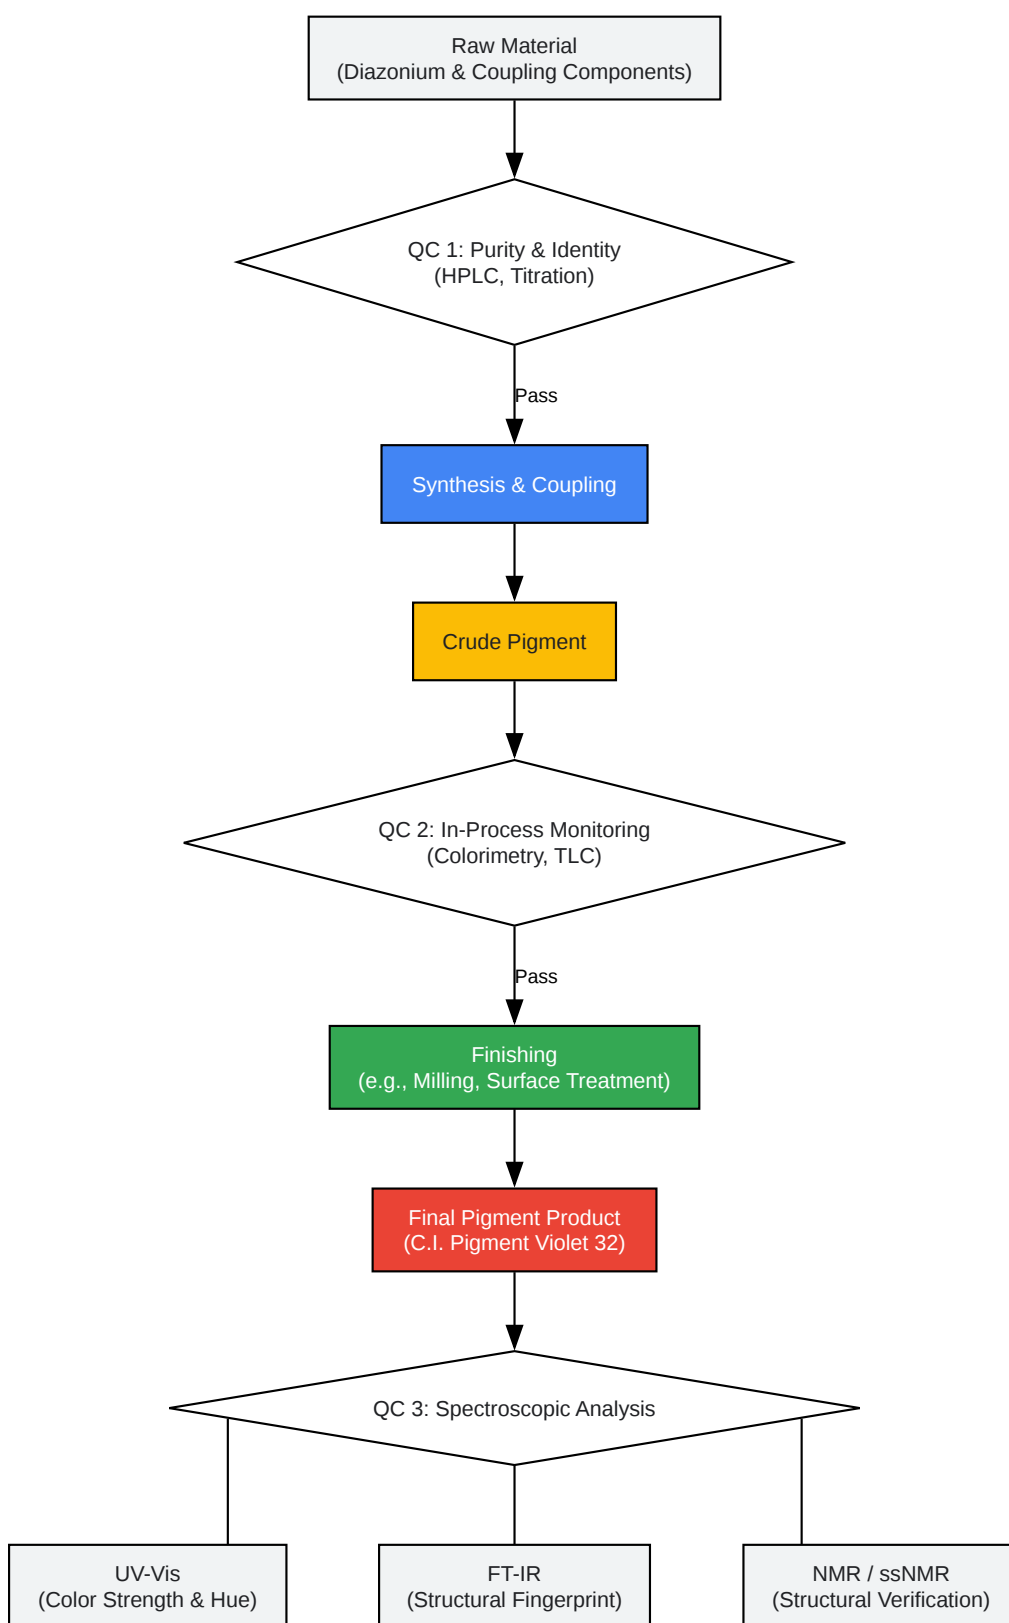 Raw Material
(Diazonium & Coupling Components)
QC 1: Purity & Identity
(HPLC, Titration)
Pass
Synthesis & Coupling
Crude Pigment
QC 2: In-Process Monitoring
(Colorimetry, TLC)
Pass
Finishing
(e.g., Milling, Surface Treatment)
Final Pigment Product
(C.I. Pigment Violet 32)
QC 3: Spectroscopic Analysis
UV-Vis
(Color Strength & Hue)
FT-IR
(Structural Fingerprint)
NMR / ssNMR
(Structural Verification)